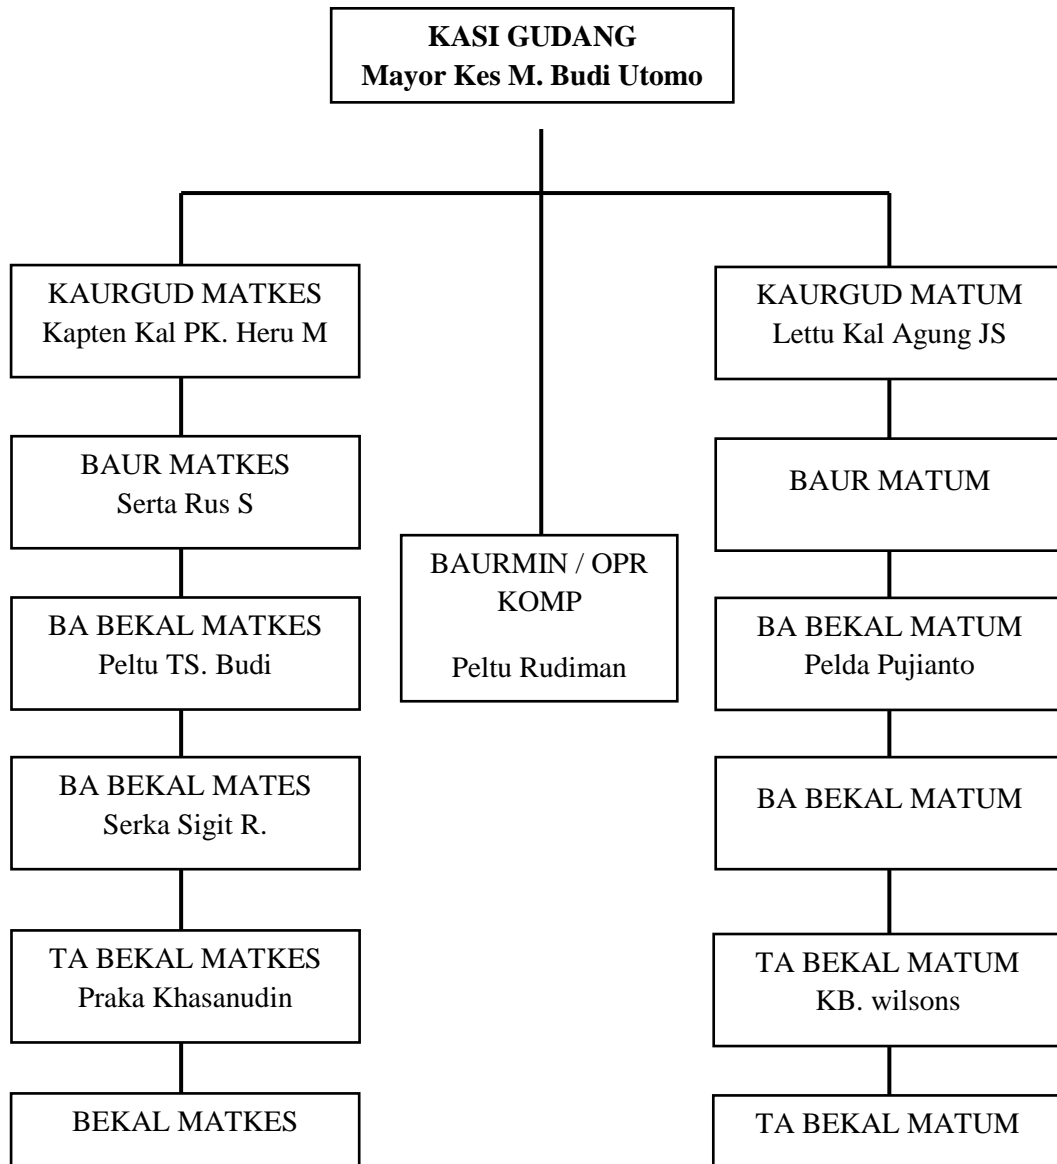 KASI GUDANG
Mayor Kes M. Budi Utomo
KAURGUD MATKES
Kapten Kal PK. Heru M
BAUR MATKES
Serta Rus S
BA BEKAL MATKES
Peltu TS. Budi
BA BEKAL MATES
Serka Sigit R.
TA BEKAL MATKES
Praka Khasanudin
BEKAL MATKES
BAURMIN / OPR
KOMP
Peltu Rudiman
KAURGUD MATUM
Lettu Kal Agung JS
BAUR MATUM
BA BEKAL MATUM
Pelda Pujianto
BA BEKAL MATUM
TA BEKAL MATUM
KB. wilsons
TA BEKAL MATUM